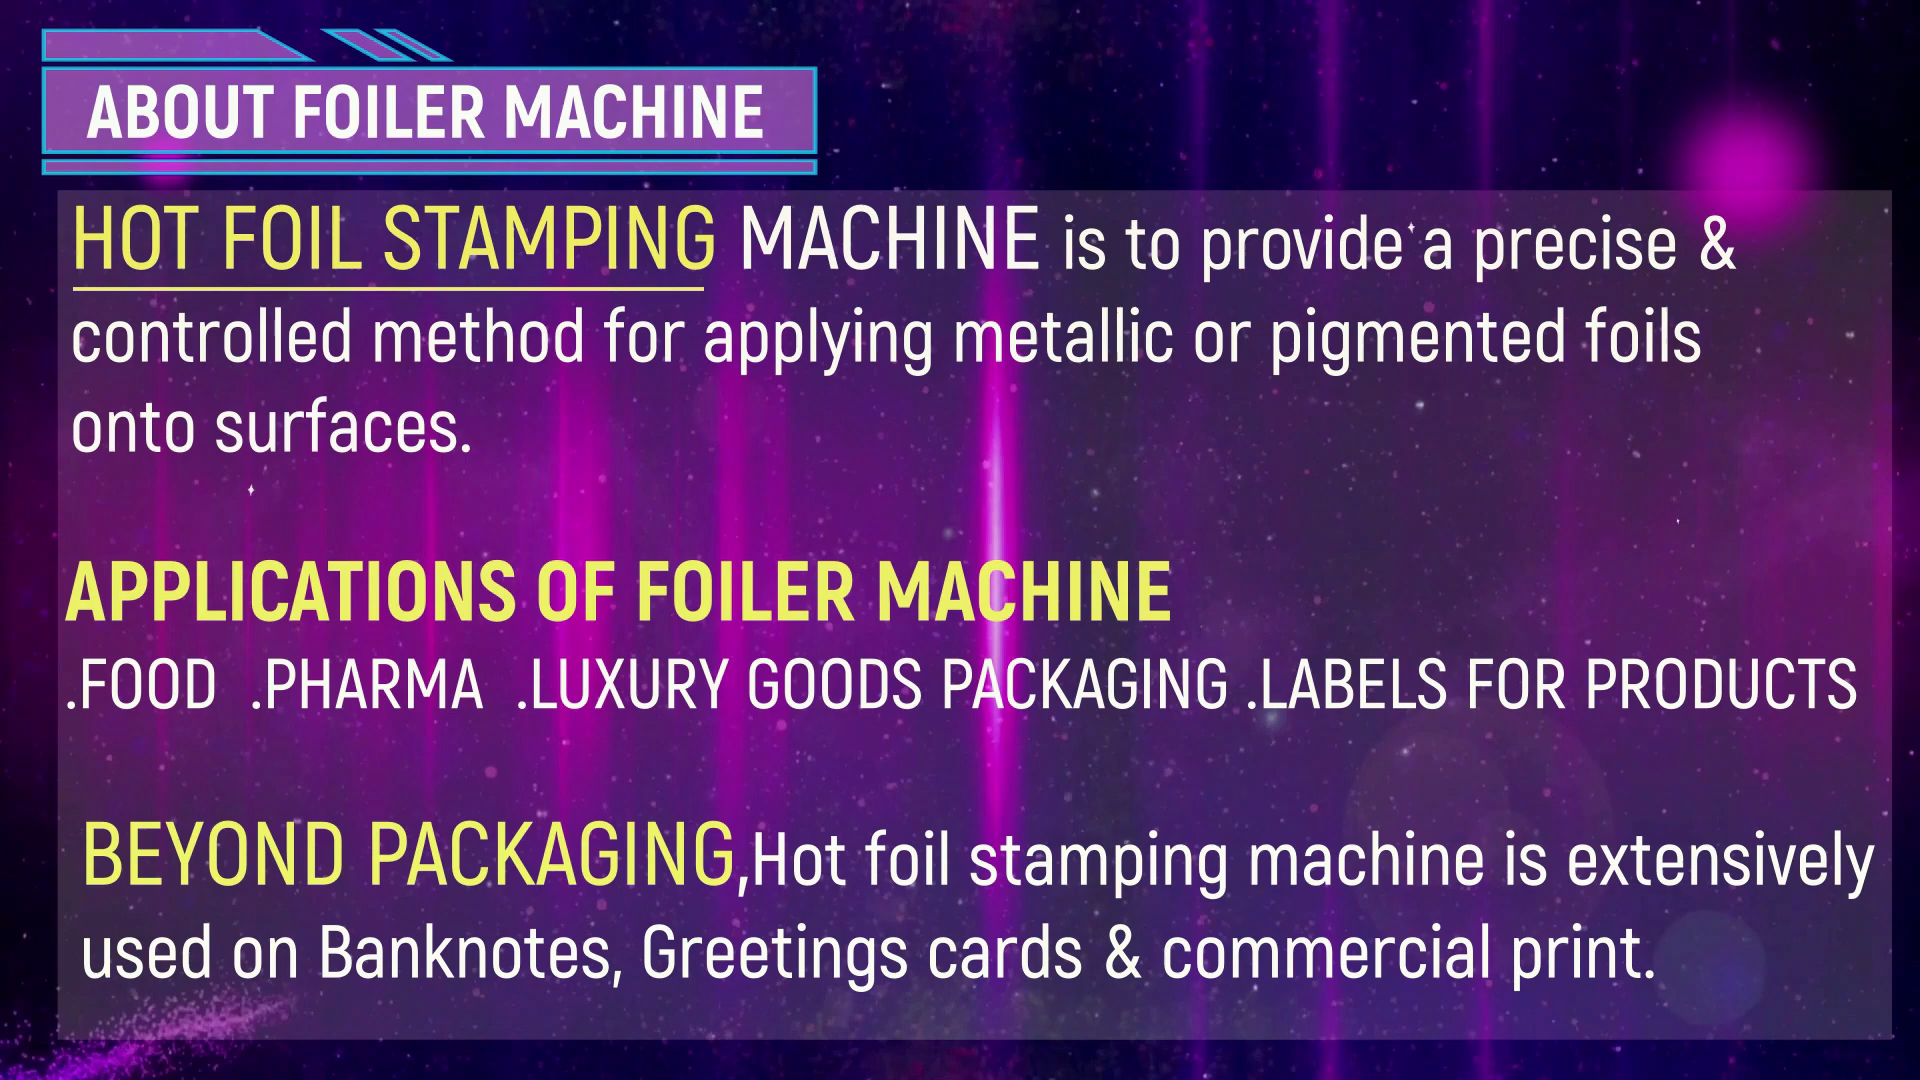 ABOUT FOILER MACHINE
HOT FOIL STAMPING MACHINE is to provide a precise &
controlled method for applying metallic or pigmented foils
onto surfaces.
APPLICATIONS OF FOILER MACHINE
.FOOD .PHARMA .LUXURY GOODS PACKAGING .LABELS FOR PRODUCTS
BEYOND PACKAGING,Hot foil stamping machine is extensively
used on Banknotes, Greetings cards & commercial print.